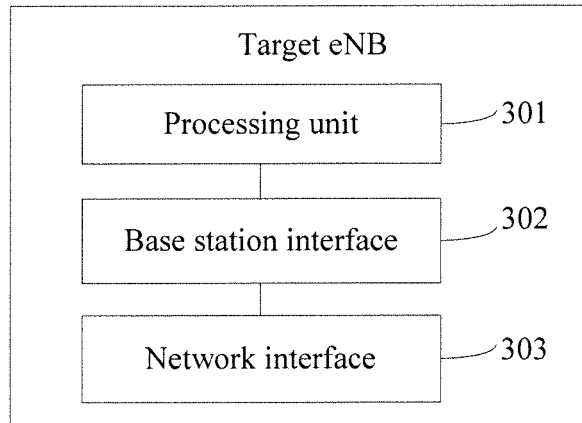 Target eNB
Processing unit
301
Base station interface
302
Network interface
303